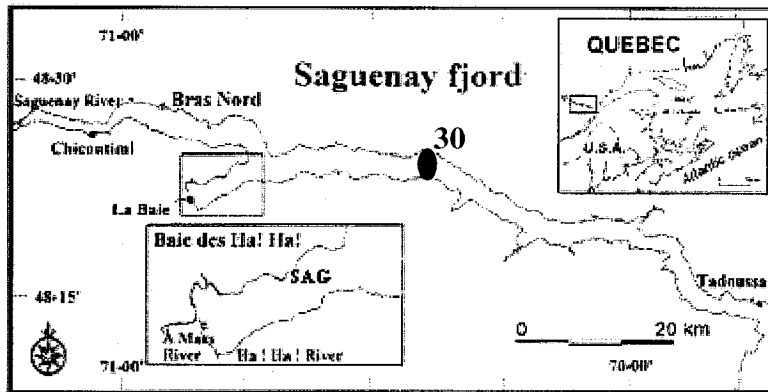 71-00'
QUEBEC
48-30'
Saguenay fjord
Saguenay River
Bras Nord
30
Chicoutimi
U.S.A.
Atlantic Ocean
La Baie
Baie des Ha! Ha!
SAG
48-15'
Tadoussa
0 20 km
À Mars
River
Ha! Ha! River
71-00'
70-00'